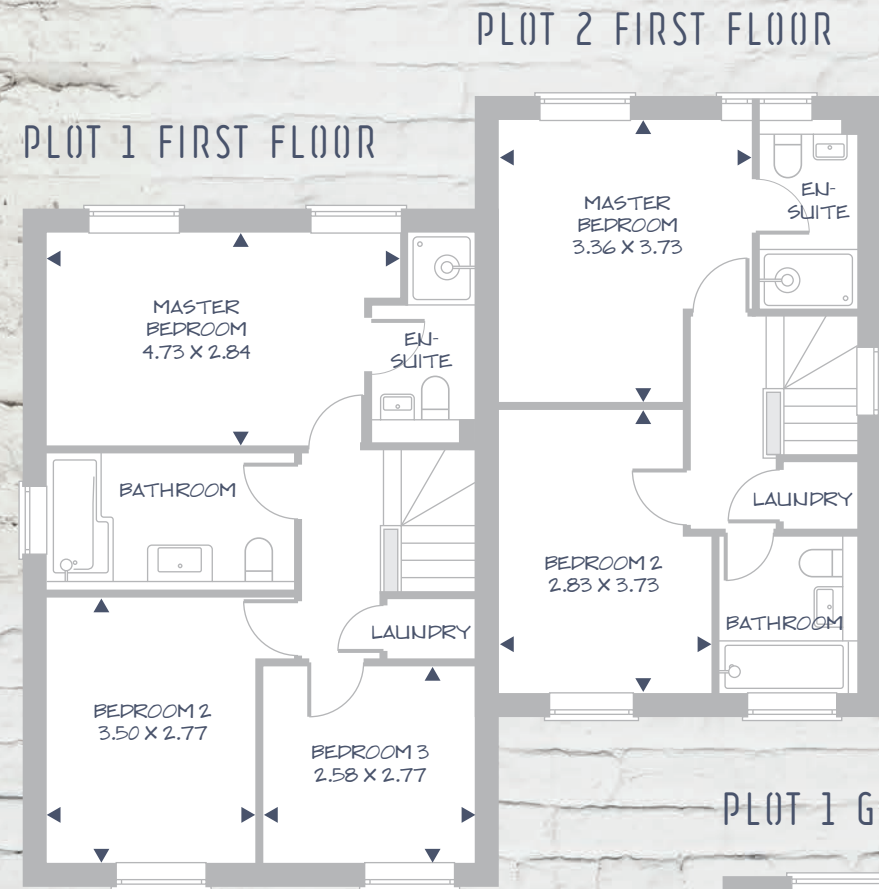 PLOT 2 FIRST FLOOR
MASTER
BEDROOM
3.36 X 3.73
EN-
SUITE
LAUNDRY
BEDROOM 2
2.83 X 3.73
BATHROOM
PLOT 1 FIRST FLOOR
MASTER
BEDROOM
4.73 X 2.84
EN-
SUITE
BATHROOM
LAUNDRY
BEDROOM 2
3.50 X 2.77
BEDROOM 3
2.58 X 2.77
PLOT 1 G